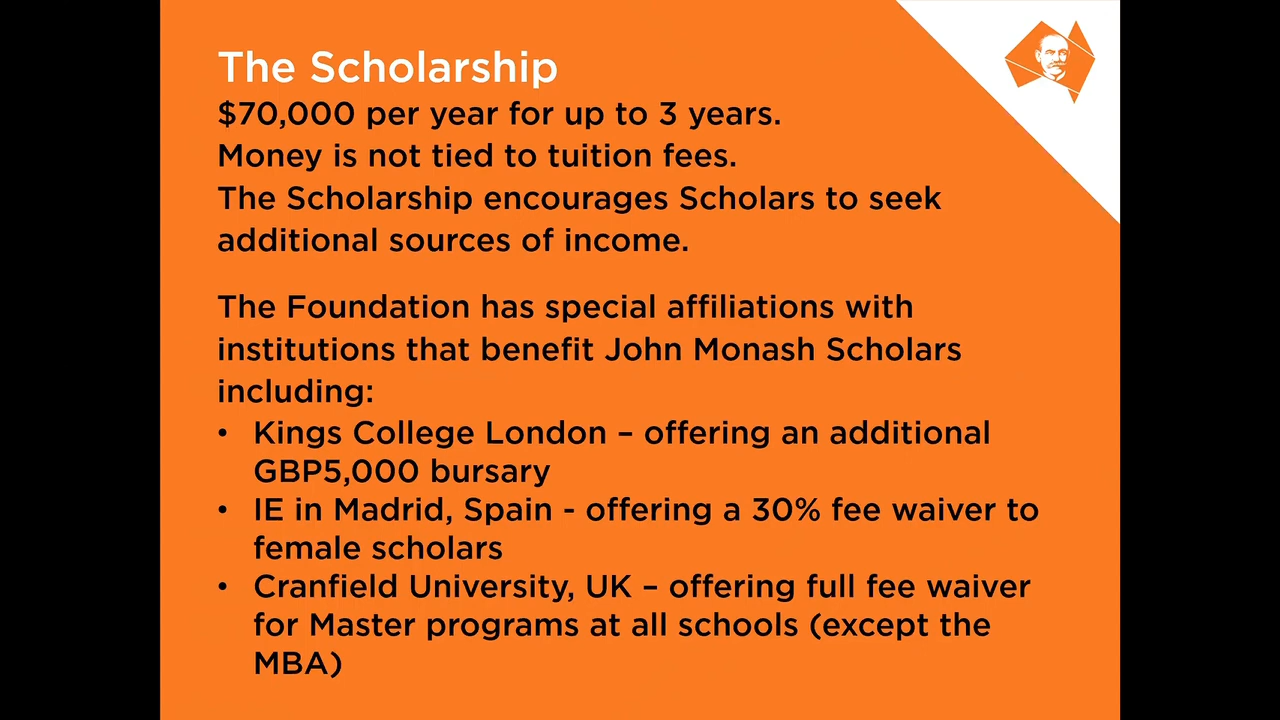 The Scholarship
$70,000 per year for up to 3 years.
Money is not tied to tuition fees.
The Scholarship encourages Scholars to seek
additional sources of income.
The Foundation has special affiliations with
institutions that benefit John Monash Scholars
including:
• Kings College London – offering an additional
GBP5,000 bursary
• IE in Madrid, Spain - offering a 30% fee waiver to
female scholars
• Cranfield University, UK – offering full fee waiver
for Master programs at all schools (except the
MBA)